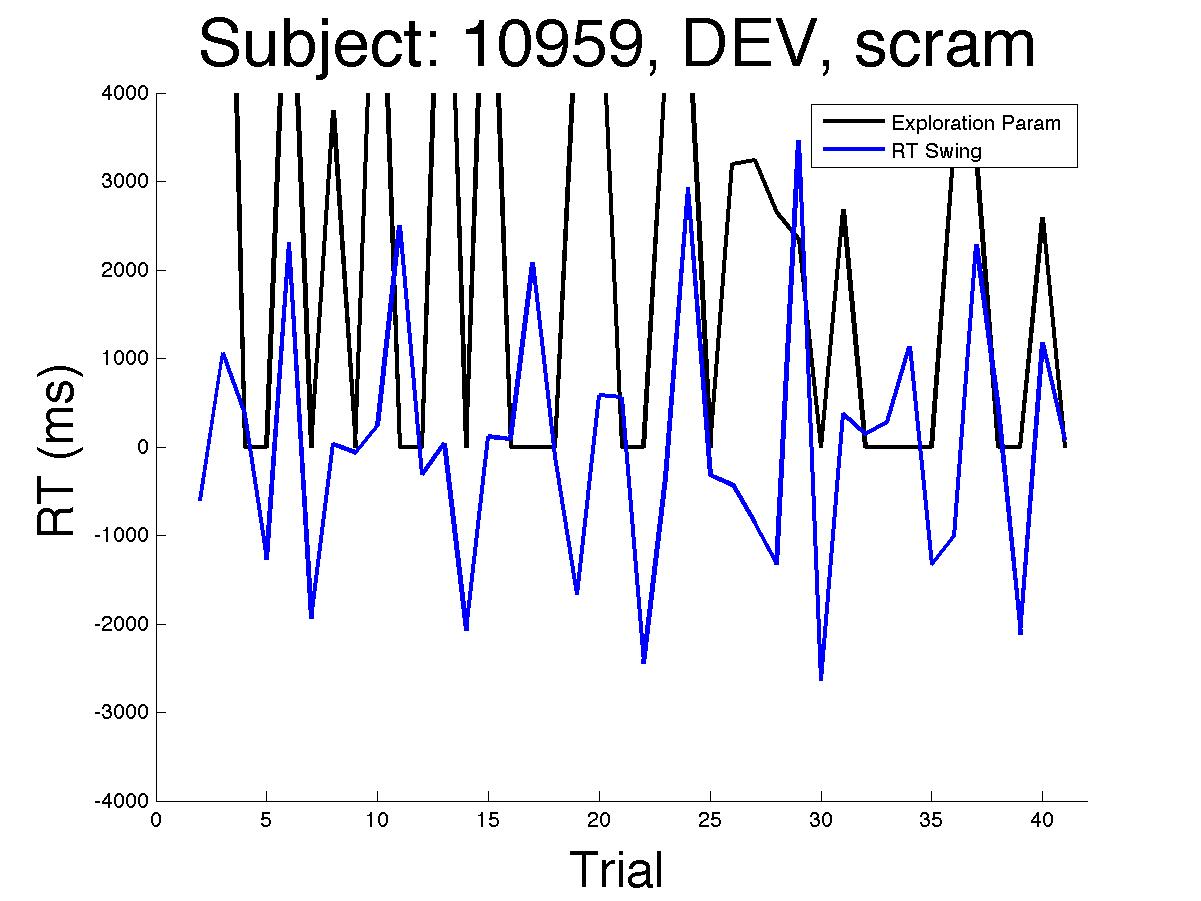 Subject: 10959, DEV, scram
Exploration Param
RT Swing
4000
3000
2000
1000
0
-1000
-2000
-3000
-4000
RT (ms)
0 5 10 15 20 25 30 35 40
Trial